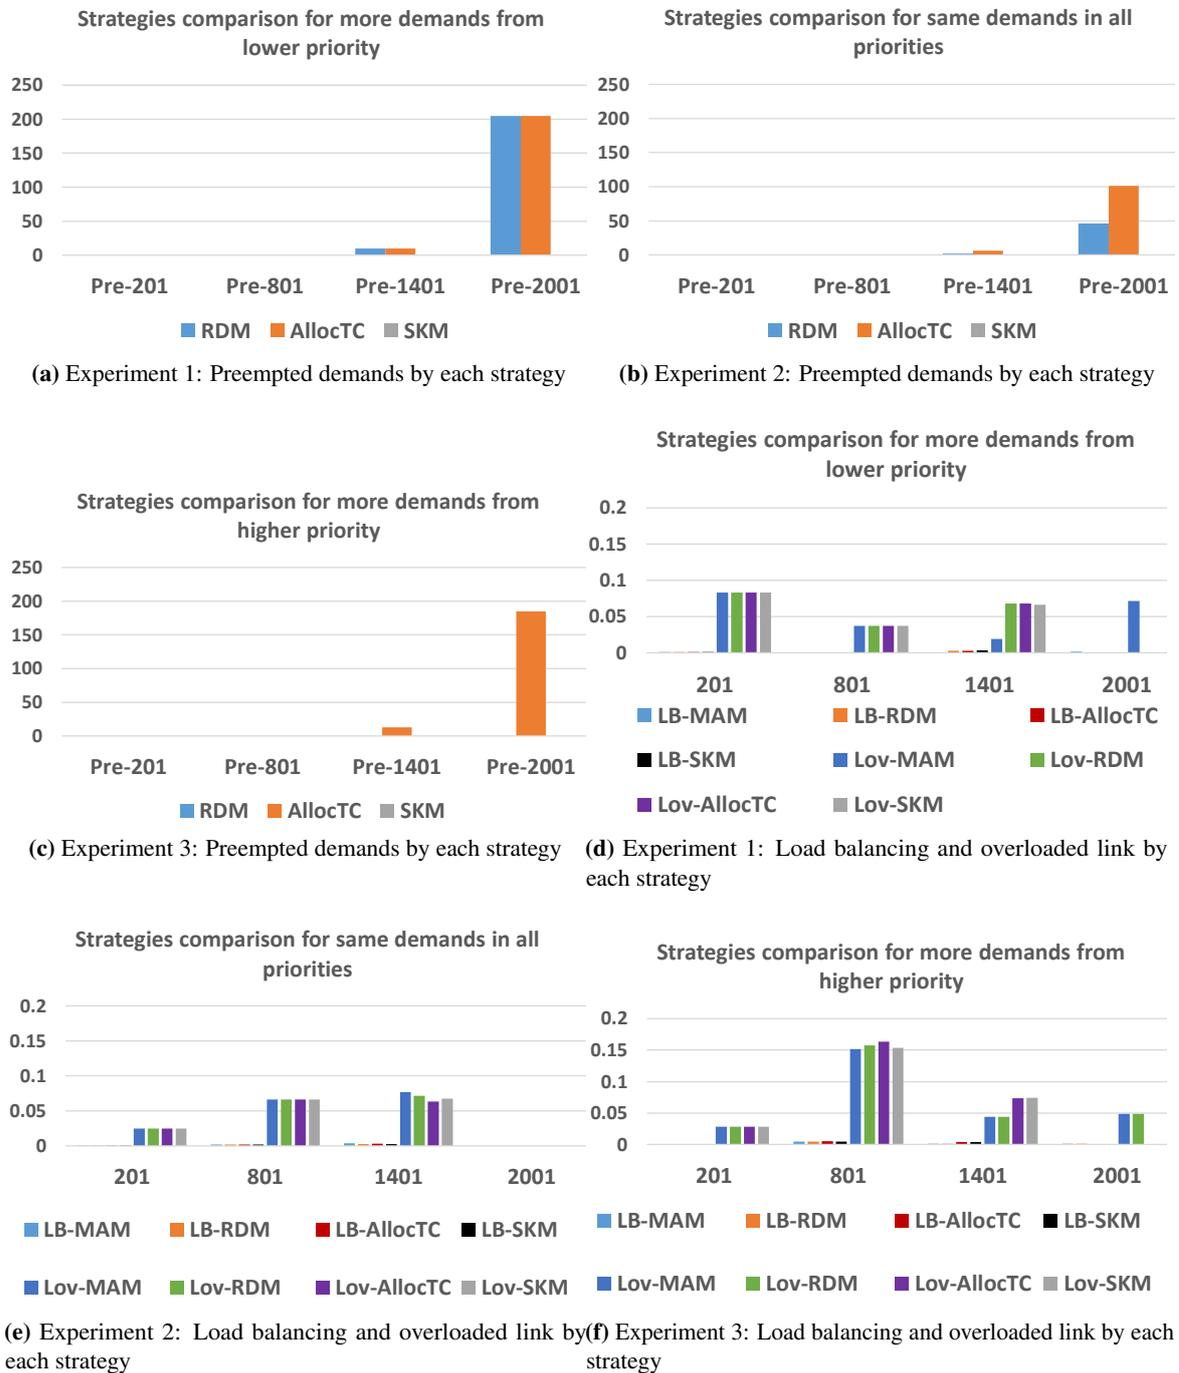 Strategies comparison for more demands from
lower priority
250
200
150
100
50
0
Pre-201 Pre-801 Pre-1401 Pre-2001
RDM AllocTC SKM
(a) Experiment 1: Preempted demands by each strategy
Strategies comparison for same demands in all
priorities
250
200
150
100
50
0
Pre-201 Pre-801 Pre-1401 Pre-2001
RDM AllocTC SKM
(b) Experiment 2: Preempted demands by each strategy
Strategies comparison for more demands from
higher priority
250
200
150
100
50
0
Pre-201 Pre-801 Pre-1401 Pre-2001
RDM AllocTC SKM
(c) Experiment 3: Preempted demands by each strategy
Strategies comparison for more demands from
lower priority
0.2
0.15
0.1
0.05
0
201 801 1401 2001
LB-MAM LB-RDM LB-AllocTC
LB-SKM Lov-MAM Lov-RDM
Lov-AllocTC Lov-SKM
(d) Experiment 1: Load balancing and overloaded link by
each strategy
Strategies comparison for same demands in all
priorities
0.2
0.15
0.1
0.05
0
201 801 1401 2001
LB-MAM LB-RDM LB-AllocTC LB-SKM
Lov-MAM Lov-RDM Lov-AllocTC Lov-SKM
(e) Experiment 2: Load balancing and overloaded link by
each strategy
Strategies comparison for more demands from
higher priority
0.2
0.15
0.1
0.05
0
201 801 1401 2001
LB-MAM LB-RDM LB-AllocTC LB-SKM
Lov-MAM Lov-RDM Lov-AllocTC Lov-SKM
(f) Experiment 3: Load balancing and overloaded link by each
strategy